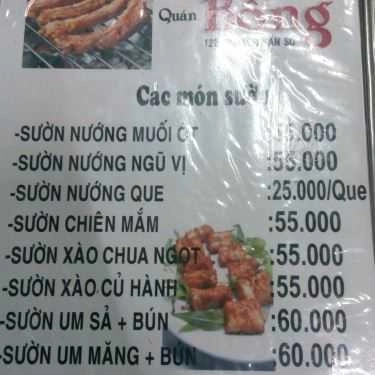 Quán
Các món sườn
-SƯỜN NƯỚNG MUỐI ỚT :55.000
-SƯỜN NƯỚNG NGŨ VỊ :55.000
-SƯỜN NƯỚNG QUE :25.000/Que
-SƯỜN CHIÊN MẮM :55.000
-SƯỜN XÀO CHUA NGỌT :55.000
-SƯỜN XÀO CỦ HÀNH :55.000
-SƯỜN UM SẢ + BÚN :60.000
-SƯỜN UM MĂNG + BÚN :60.000